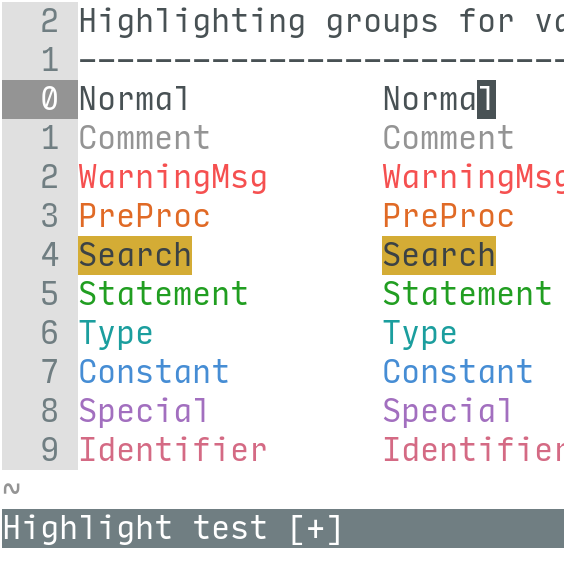 2 Highlighting groups for va
1 -------------------------
0 Normal Normal
1 Comment Comment
2 WarningMsg WarningMsg
3 PreProc PreProc
4 Search Search
5 Statement Statement
6 Type Type
7 Constant Constant
8 Special Special
9 Identifier Identifier
~
Highlight test [+]